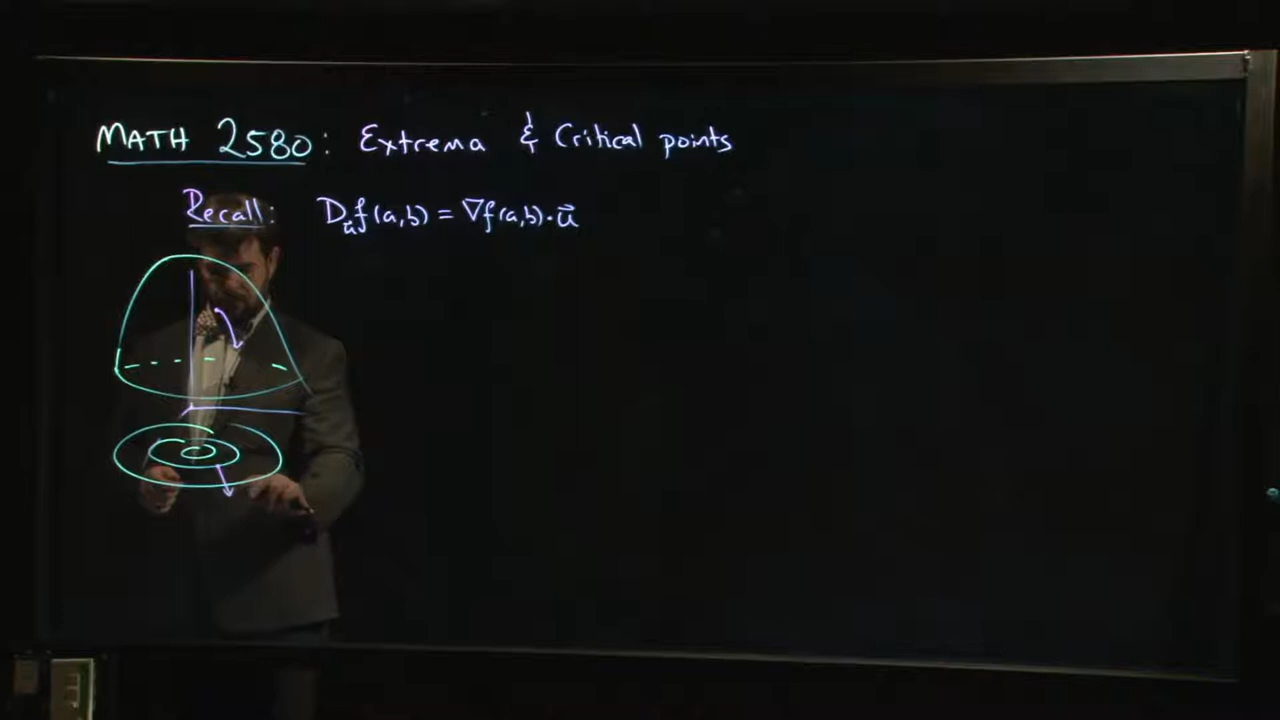 MATH 2580: Extrema & Critical points
Recall: D_u⃗ f(a,b) = ∇f(a,b)·u⃗